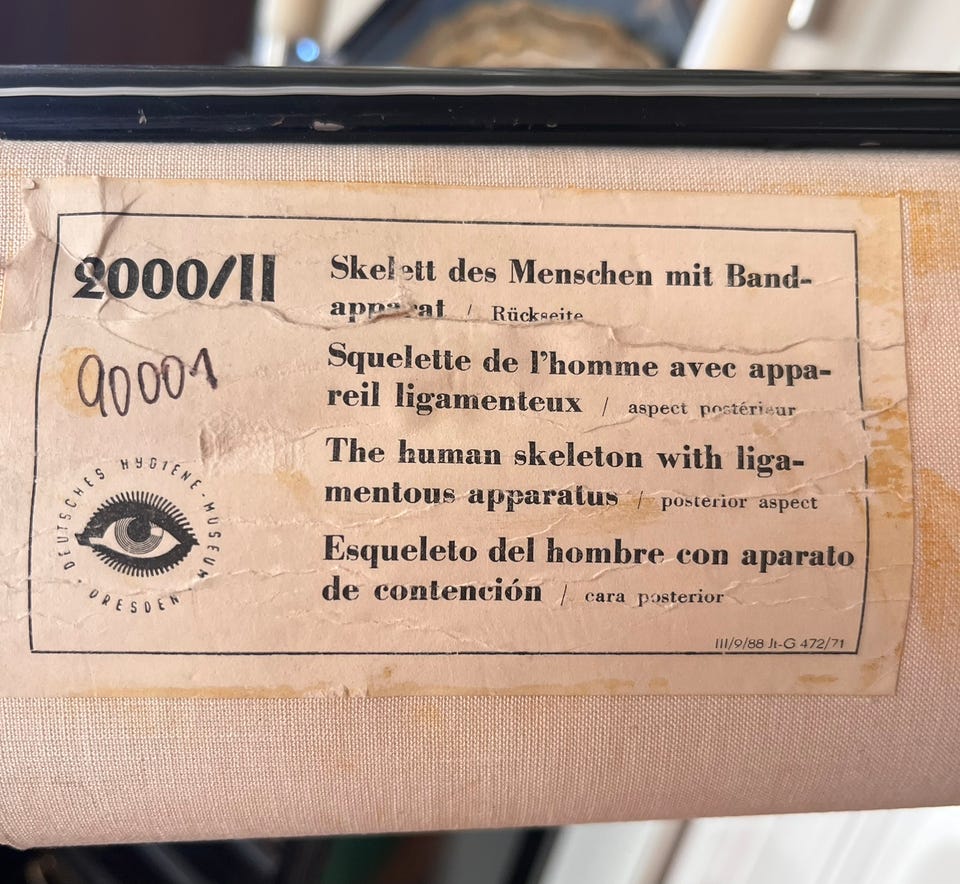 2000/II
Skelett des Menschen mit Band-
apparat / Rückseite
90001
Squelette de l'homme avec appa-
reil ligamenteux / aspect postérieur
The human skeleton with liga-
mentous apparatus / posterior aspect
DEUTSCHES HYGIENE-MUSEUM
· DRESDEN ·
Esqueleto del hombre con aparato
de contención / cara posterior
III/9/88 Jt-G 472/71